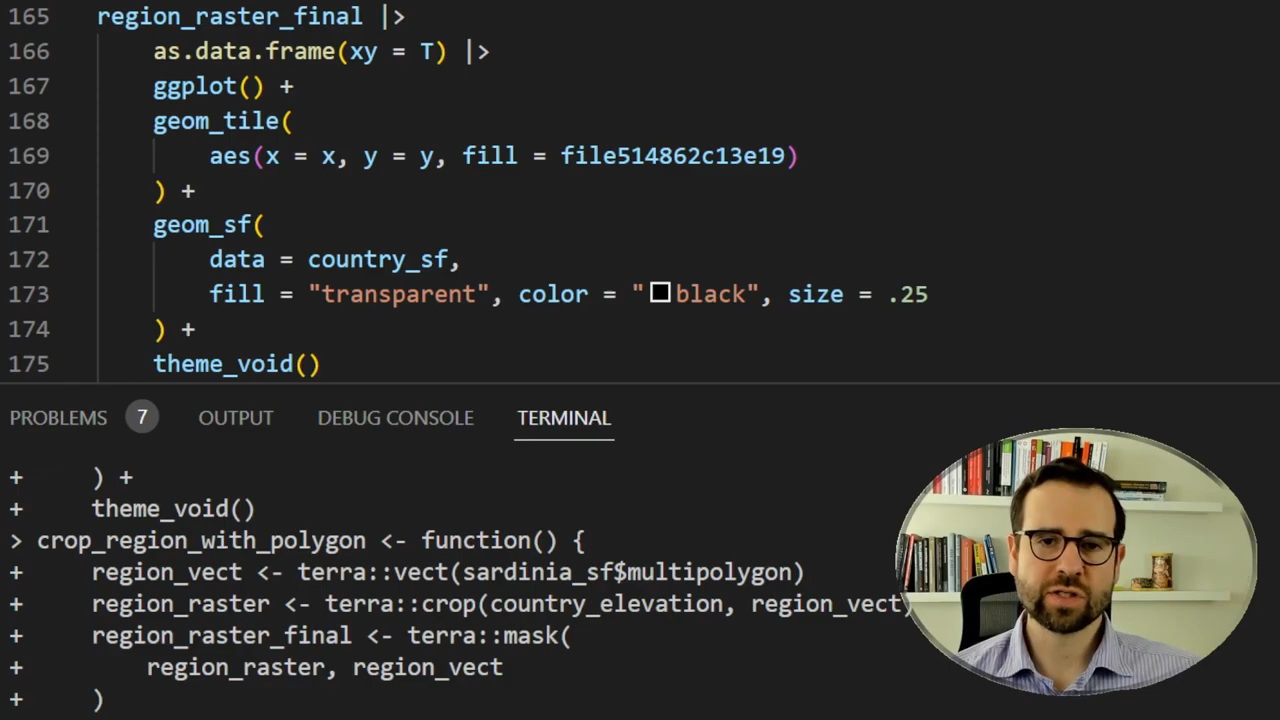 165 region_raster_final |>
166 as.data.frame(xy = T) |>
167 ggplot() +
168 geom_tile(
169 aes(x = x, y = y, fill = file514862c13e19)
170 ) +
171 geom_sf(
172 data = country_sf,
173 fill = "transparent", color = "black", size = .25
174 ) +
175 theme_void()
PROBLEMS 7 OUTPUT DEBUG CONSOLE TERMINAL
+ ) +
+ theme_void()
> crop_region_with_polygon <- function() {
+ region_vect <- terra::vect(sardinia_sf$multipolygon)
+ region_raster <- terra::crop(country_elevation, region_vect)
+ region_raster_final <- terra::mask(
+ region_raster, region_vect
+ )